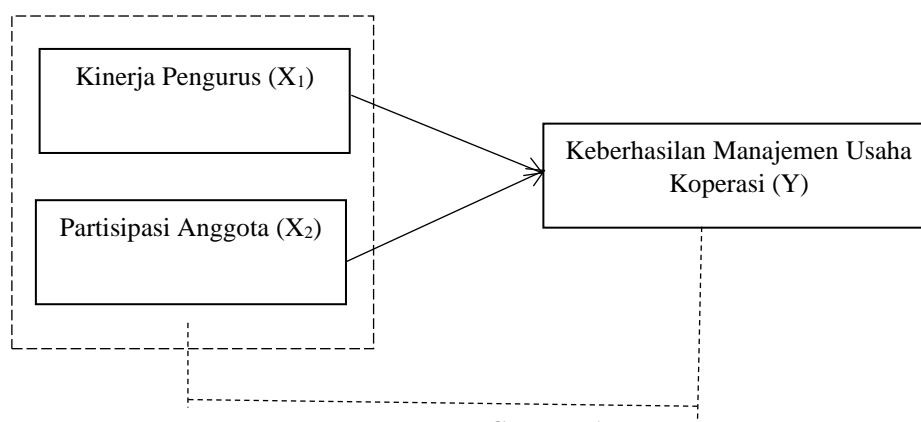 Kinerja Pengurus (X₁)
Partisipasi Anggota (X₂)
Keberhasilan Manajemen Usaha
Koperasi (Y)